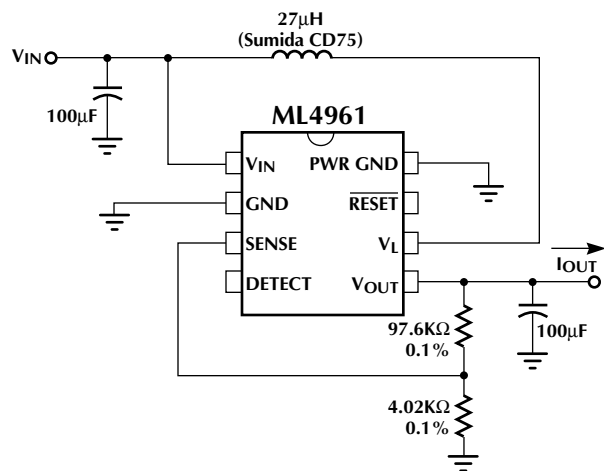 27µH
(Sumida CD75)
VIN
100µF
ML4961
VIN
PWR GND
GND
RESET
SENSE
VL
DETECT
VOUT
IOUT
97.6KΩ
0.1%
100µF
4.02KΩ
0.1%